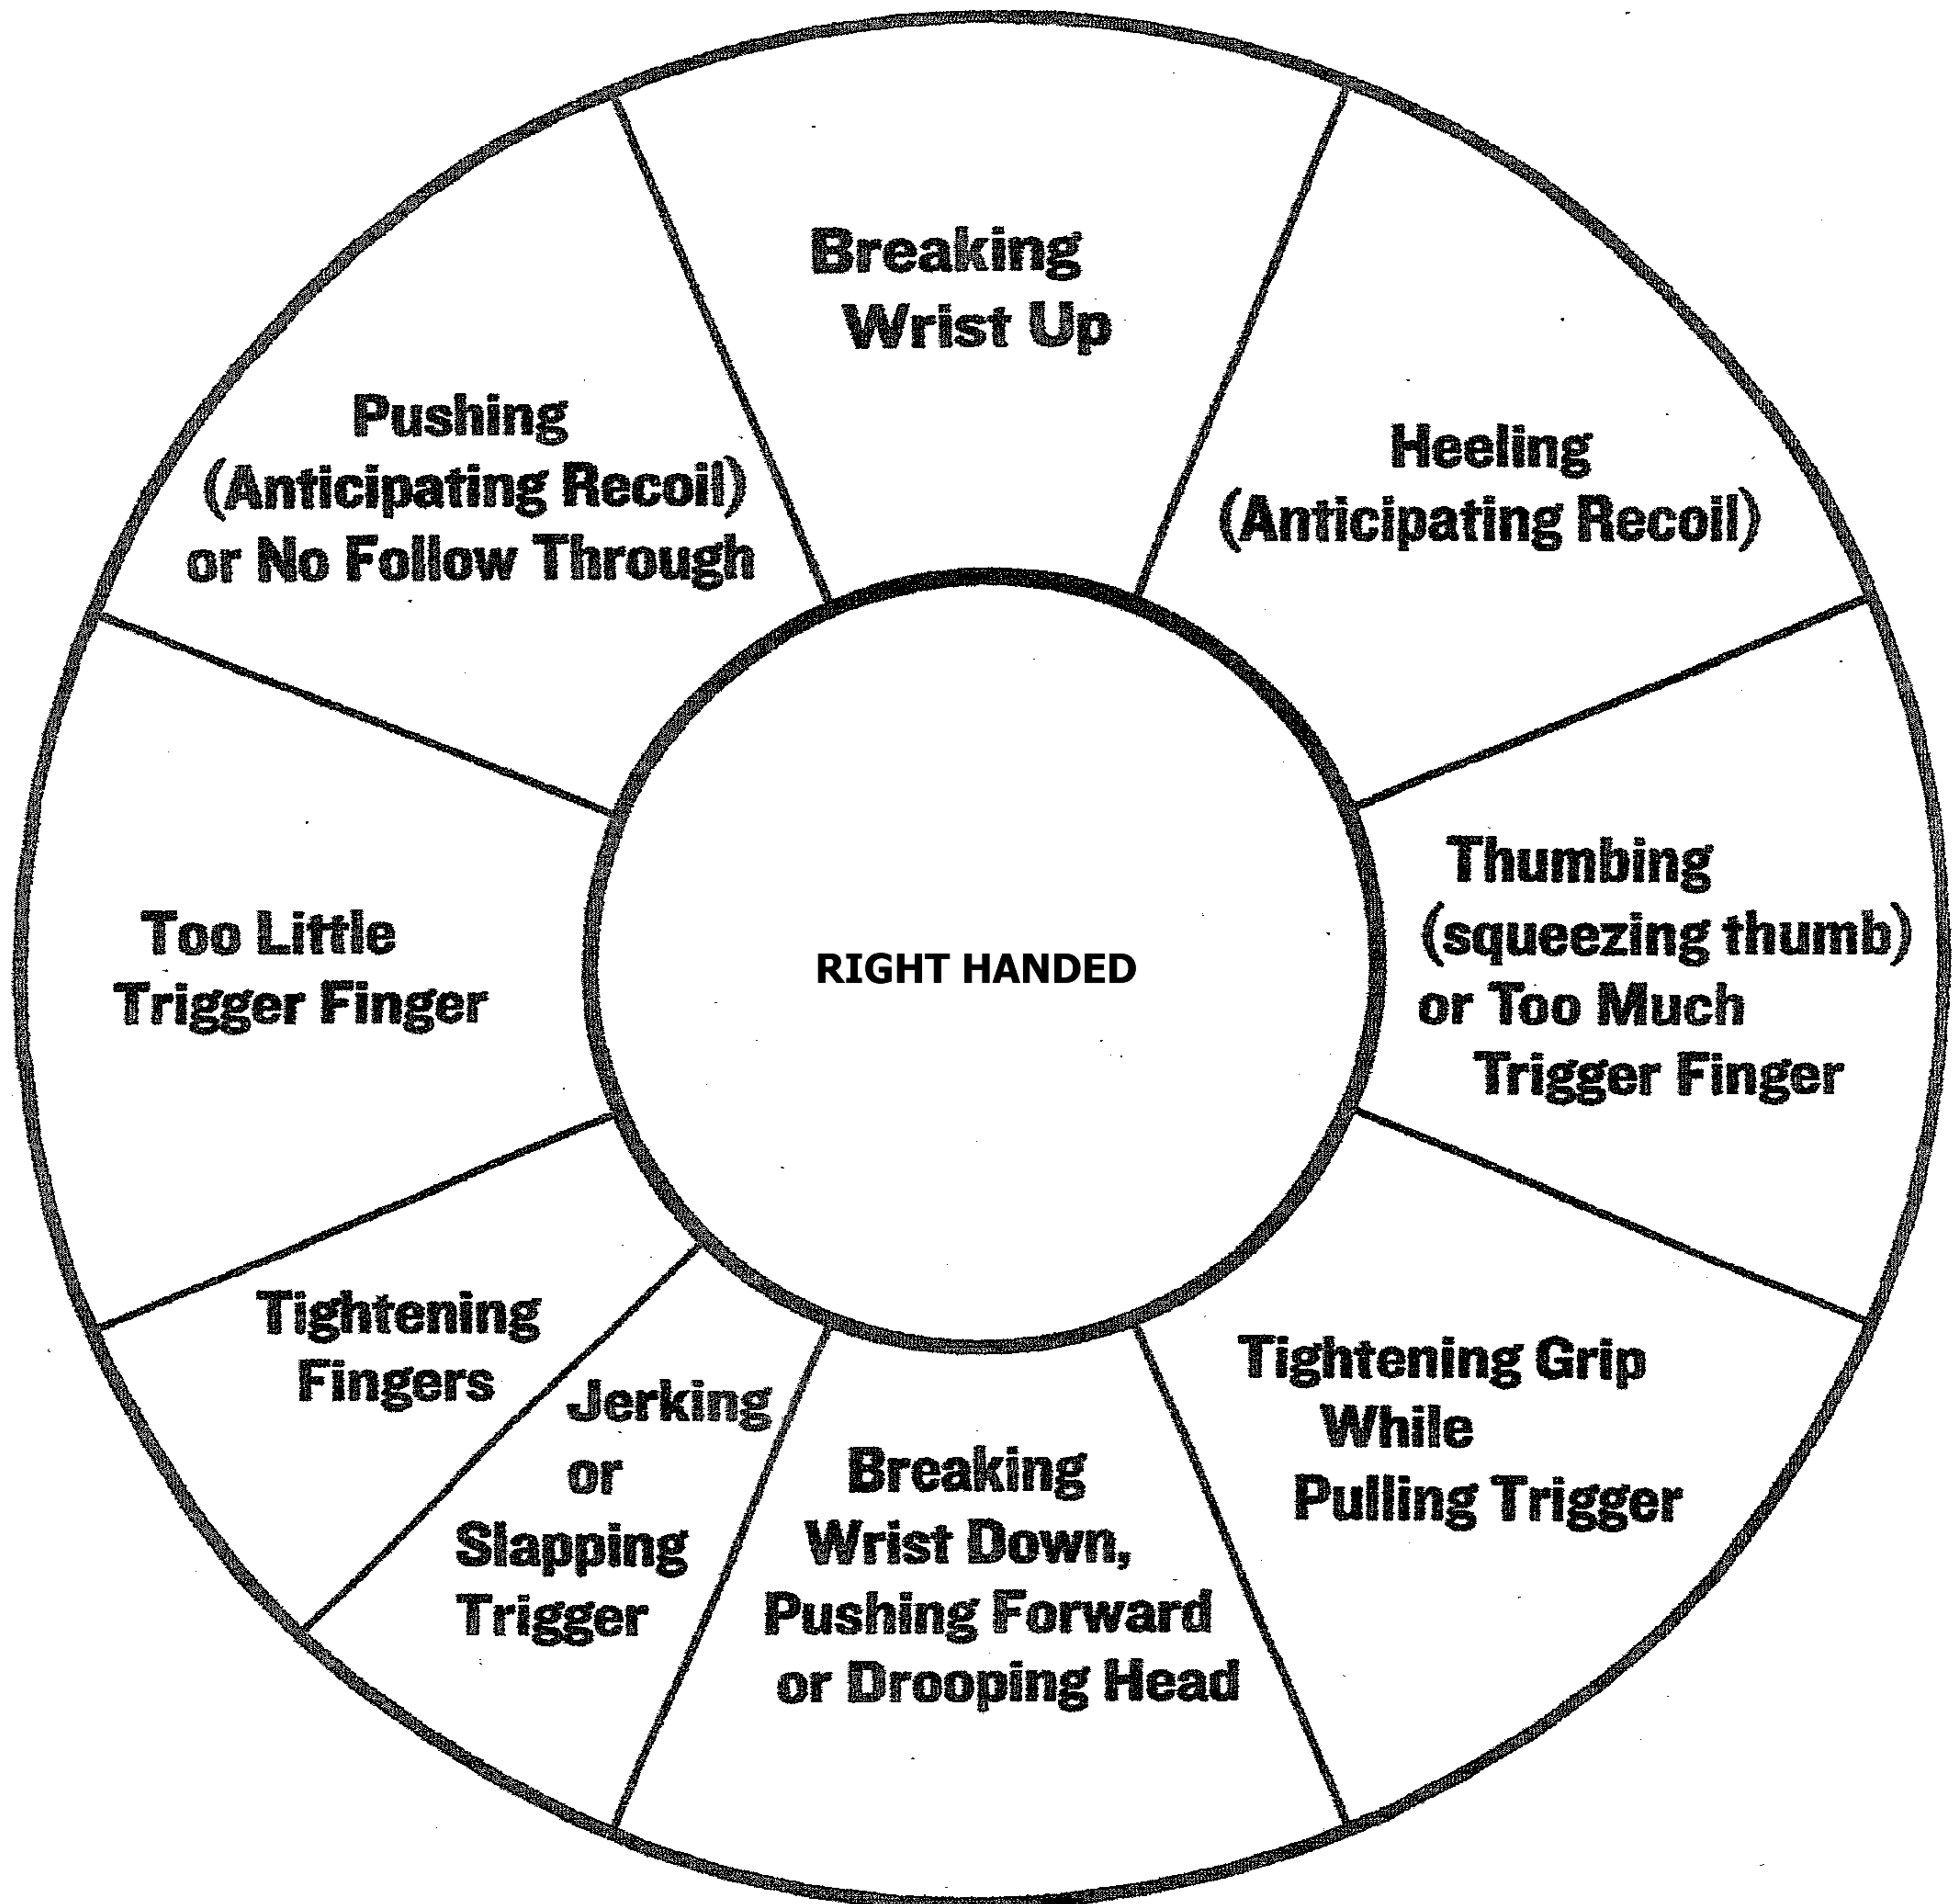 Breaking
Wrist Up
Pushing
(Anticipating Recoil)
or No Follow Through
Heeling
(Anticipating Recoil)
Too Little
Trigger Finger
RIGHT HANDED
Thumbing
(squeezing thumb)
or Too Much
Trigger Finger
Tightening
Fingers
Jerking
or
Slapping
Trigger
Breaking
Wrist Down,
Pushing Forward
or Drooping Head
Tightening Grip
While
Pulling Trigger